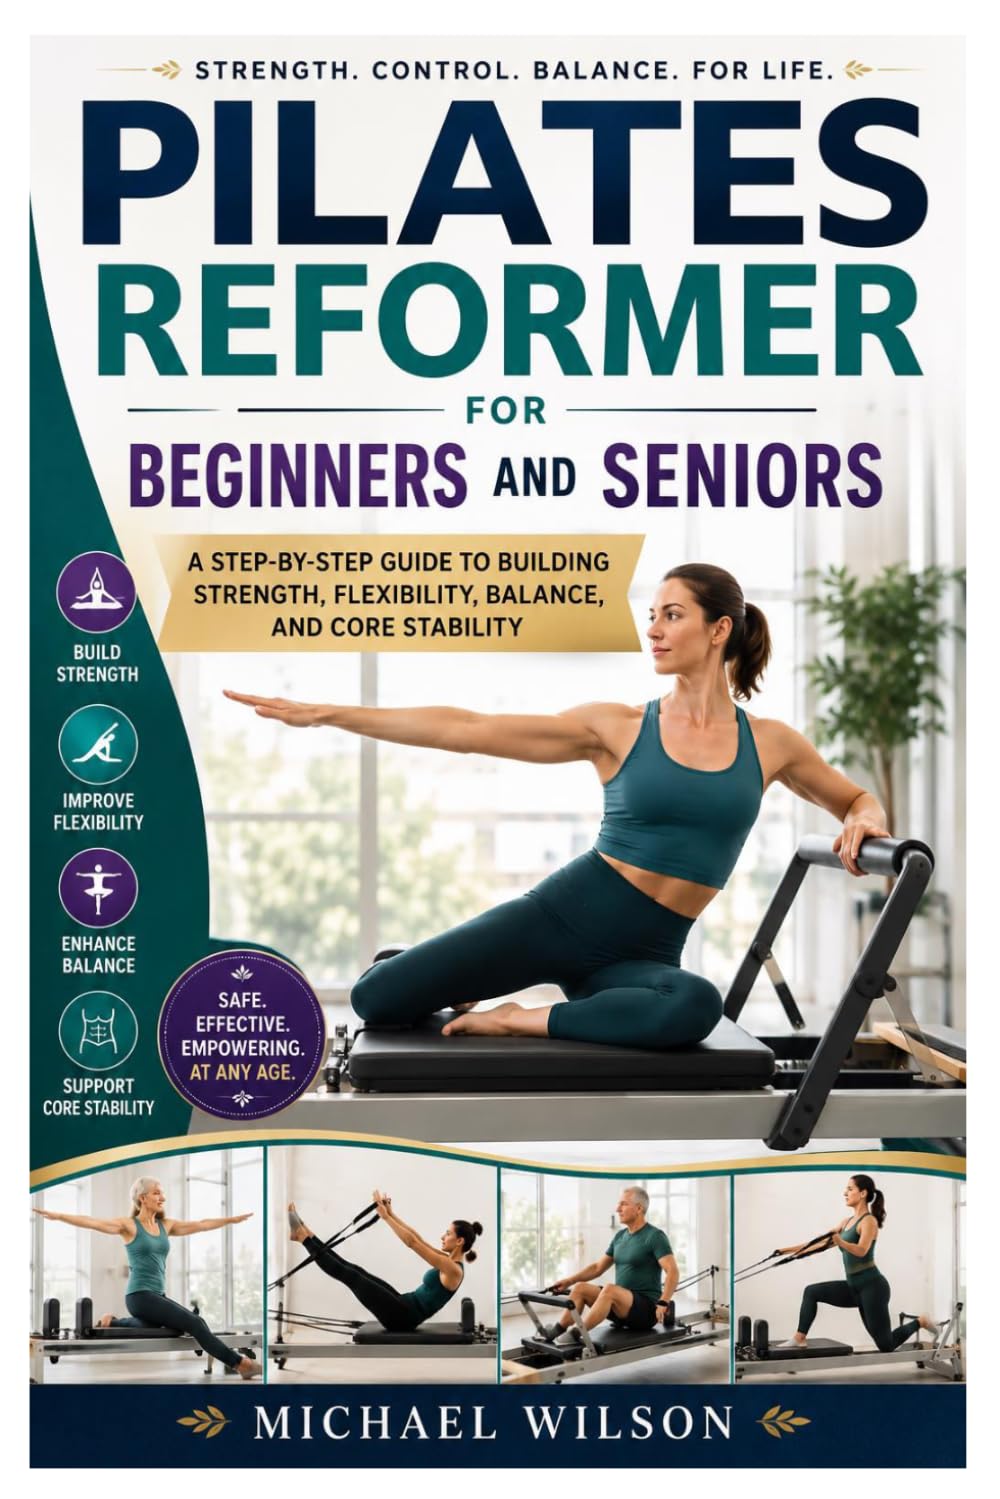 STRENGTH. CONTROL. BALANCE. FOR LIFE.
PILATES
REFORMER
FOR
BEGINNERS AND SENIORS
A STEP-BY-STEP GUIDE TO BUILDING
STRENGTH, FLEXIBILITY, BALANCE,
AND CORE STABILITY
BUILD
STRENGTH
IMPROVE
FLEXIBILITY
ENHANCE
BALANCE
SUPPORT
CORE STABILITY
SAFE.
EFFECTIVE.
EMPOWERING.
AT ANY AGE.
MICHAEL WILSON